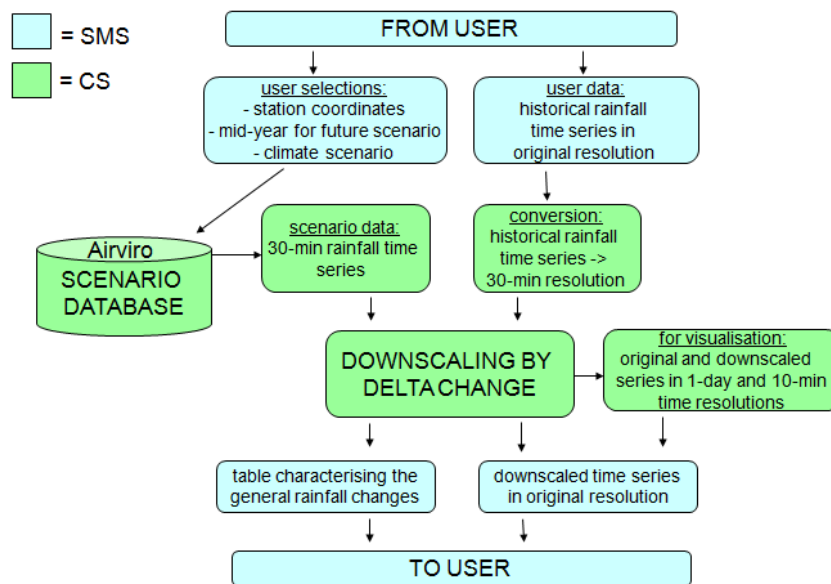 = SMS
= CS
FROM USER
user selections:
- station coordinates
- mid-year for future scenario
- climate scenario
user data:
historical rainfall
time series in
original resolution
Airviro
SCENARIO
DATABASE
scenario data:
30-min rainfall time
series
conversion:
historical rainfall
time series ->
30-min resolution
DOWNSCALING BY
DELTA CHANGE
for visualisation:
original and downscaled
series in 1-day and 10-min
time resolutions
table characterising the
general rainfall changes
downscaled time series
in original resolution
TO USER